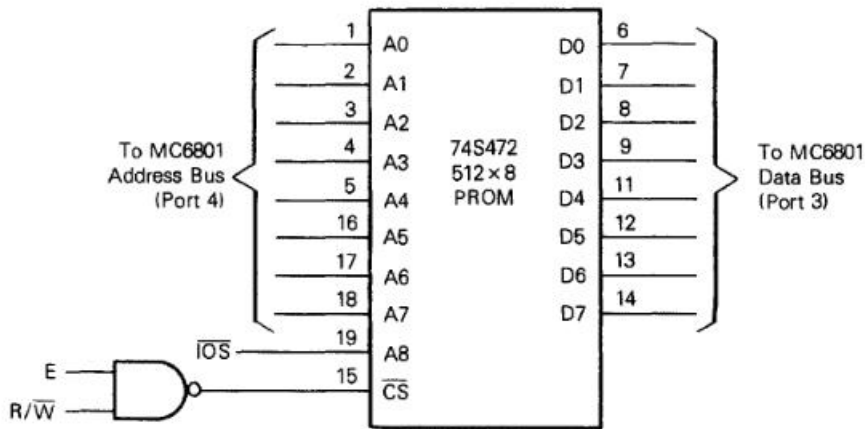 1 A0 D0 6
2 A1 D1 7
3 A2 D2 8
To MC6801
Address Bus
(Port 4)
4 A3 D3 9
74S472
512 × 8
PROM
To MC6801
Data Bus
(Port 3)
5 A4 D4 11
16 A5 D5 12
17 A6 D6 13
18 A7 D7 14
I̅O̅S̅ 19 A8
E
R/W̅
15 C̅S̅